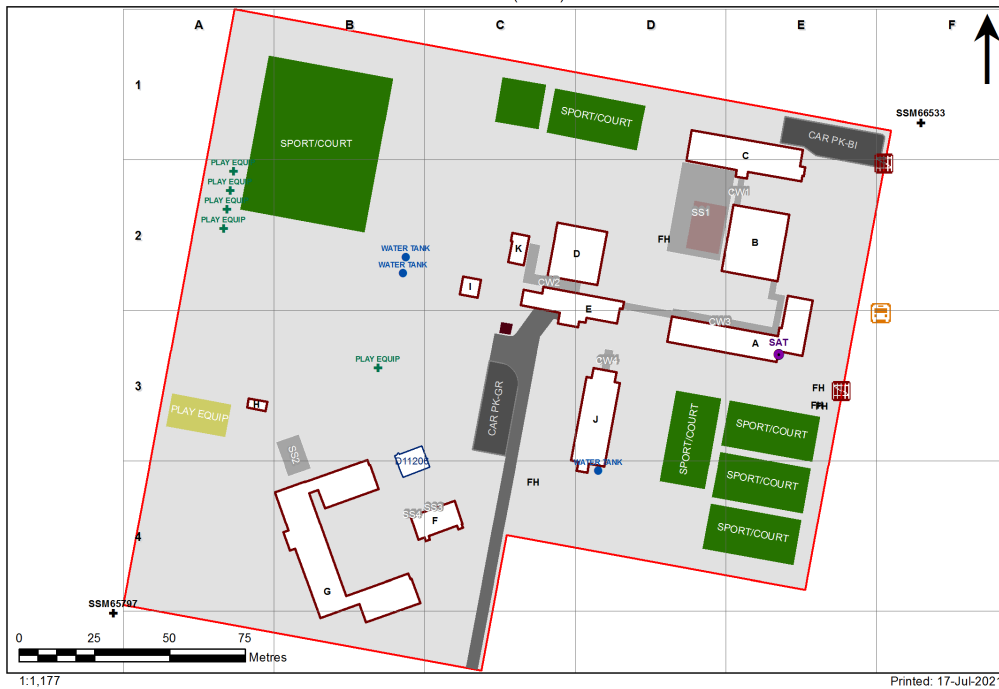 A B C D E F
1
SPORT/COURT
CAR PK-BI
SSM66533
SPORT/COURT
C
PLAY EQUIP
PLAY EQUIP
PLAY EQUIP
PLAY EQUIP
CW1
SS1
2
FH
B
K
D
WATER TANK
WATER TANK
CW2
I
E
CW3
A
SAT
PLAY EQUIP
CW4
3
CAR PK-GR
FH
FH
FH
H
PLAY EQUIP
J
SPORT/COURT
SPORT/COURT
SS2
D11206
WATER TANK
SPORT/COURT
FH
SS4
SS3
F
4
SPORT/COURT
G
SSM65797
0 25 50 75
Metres
1:1,177
Printed: 17-Jul-2021